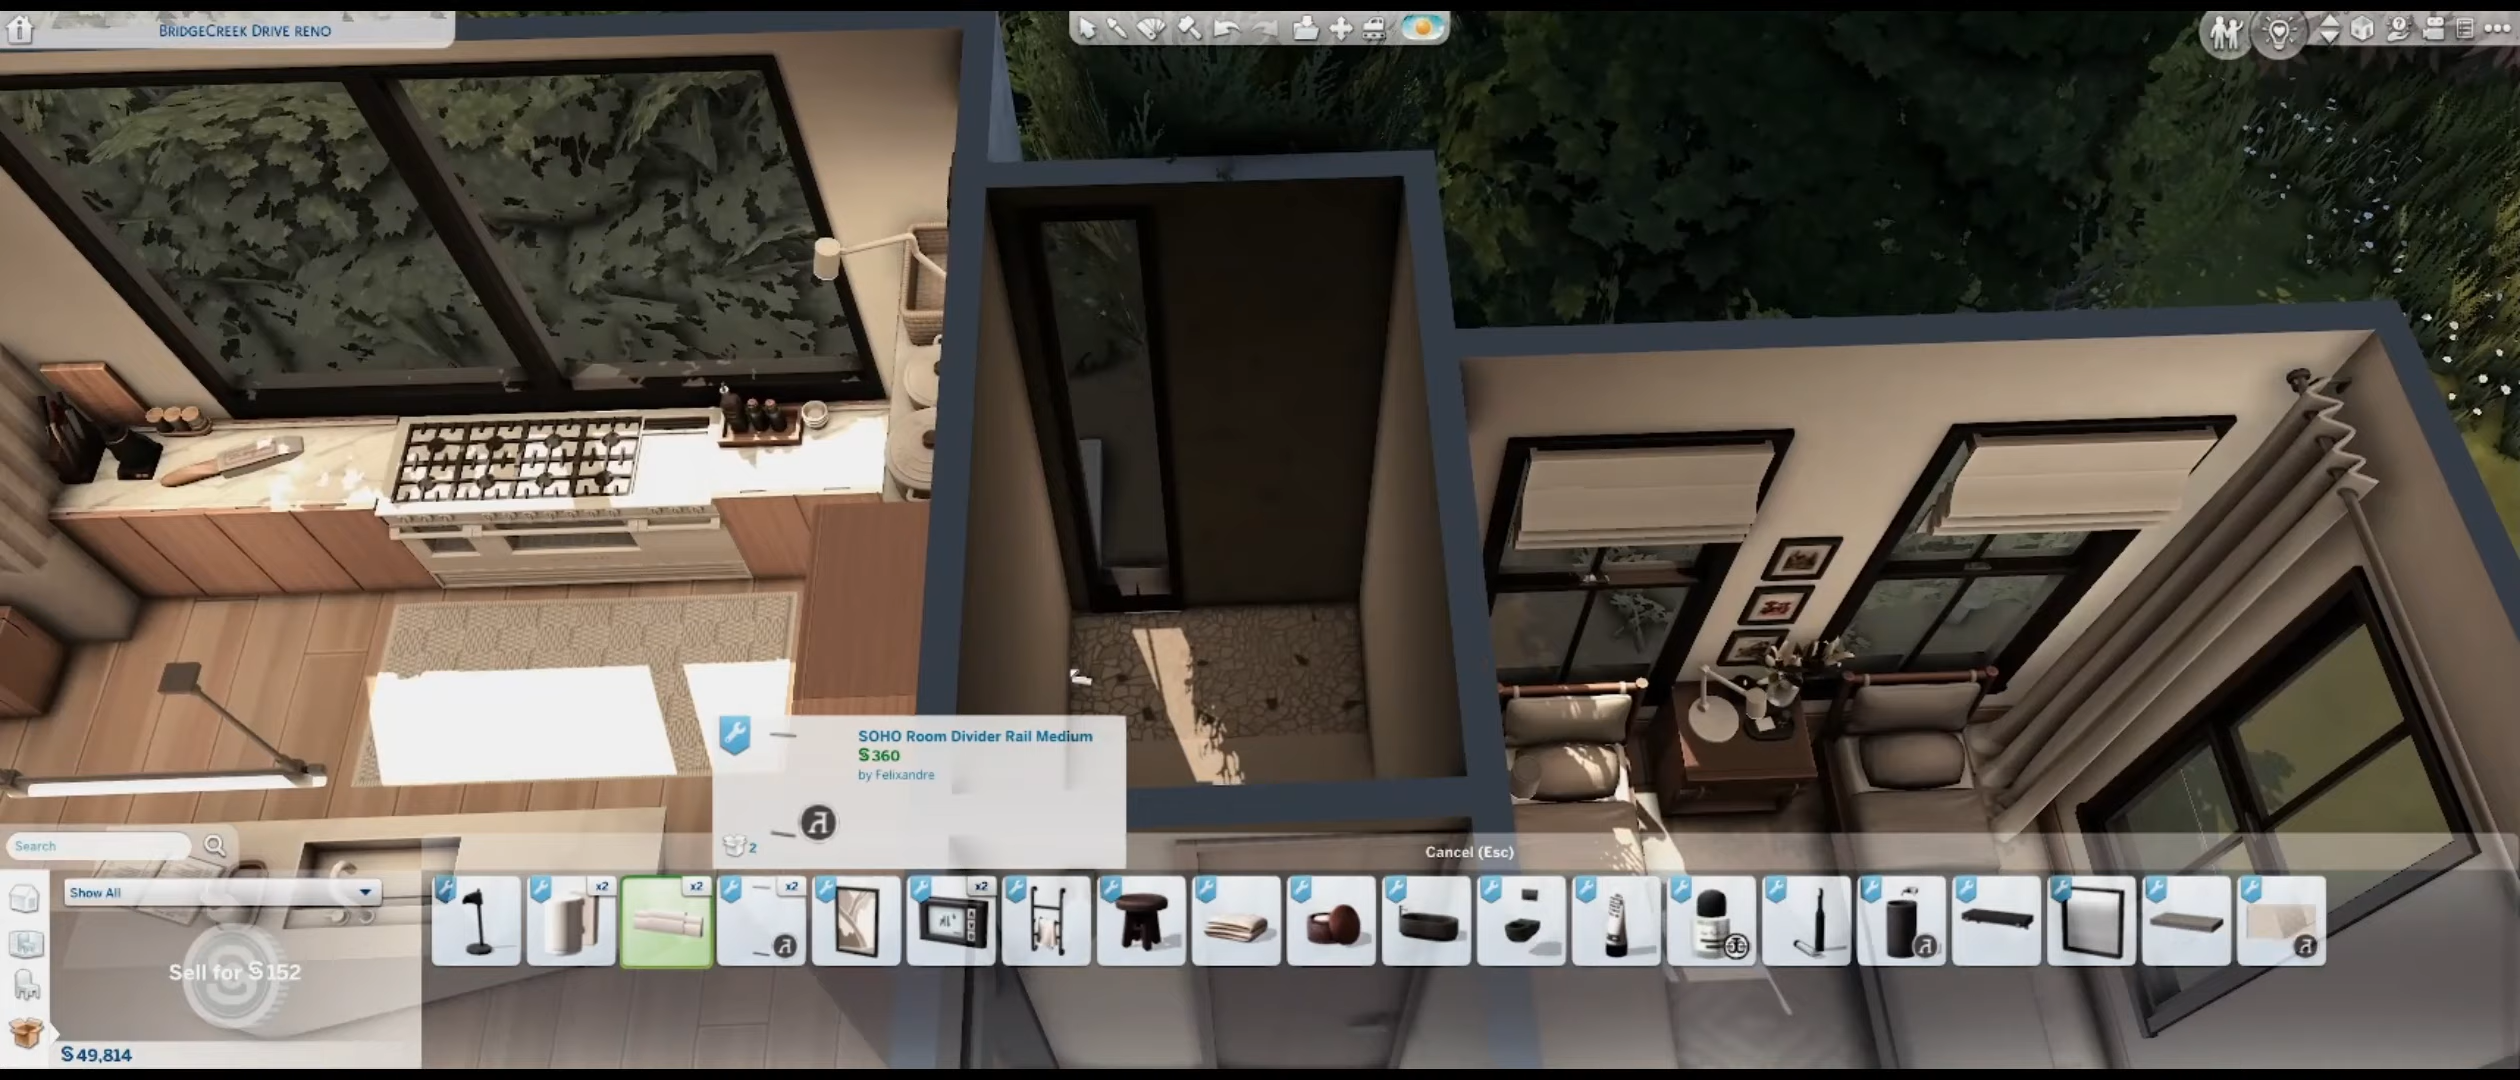 BRIDGECREEK DRIVE RENO
SOHO Room Divider Rail Medium
§360
by Felixandre
2
Cancel (Esc)
Search
Show All
x2
x2
x2
x2
Sell for §152
§49,814